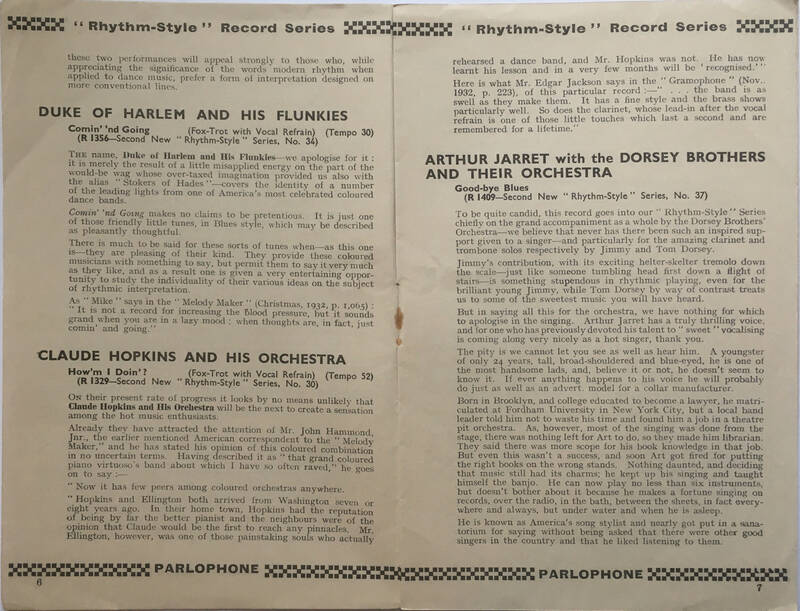 "Rhythm-Style" Record Series
these two performances will appeal strongly to those who, while
appreciating the significance of the words modern rhythm when
applied to dance music, prefer a form of interpretation designed on
more conventional lines.
DUKE OF HARLEM AND HIS FLUNKIES
Comin' 'nd Going (Fox-Trot with Vocal Refrain) (Tempo 30)
(R 1356—Second New "Rhythm-Style" Series, No. 34)
THE name, Duke of Harlem and His Flunkies—we apologise for it :
it is merely the result of a little misapplied energy on the part of the
would-be wag whose over-taxed imagination provided us also with
the alias "Stokers of Hades"—covers the identity of a number
of the leading lights from one of America's most celebrated coloured
dance bands.
Comin' 'nd Going makes no claims to be pretentious. It is just one
of those friendly little tunes, in Blues style, which may be described
as pleasantly thoughtful.
There is much to be said for these sorts of tunes when—as this one
is—they are pleasing of their kind. They provide these coloured
musicians with something to say, but permit them to say it very much
as they like, and as a result one is given a very entertaining oppor-
tunity to study the individuality of their various ideas on the subject
of rhythmic interpretation.
As "Mike" says in the "Melody Maker" (Christmas, 1932, p. 1,065) :
"It is not a record for increasing the blood pressure, but it sounds
grand when you are in a lazy mood : when thoughts are, in fact, just
comin' and going."
CLAUDE HOPKINS AND HIS ORCHESTRA
How'm I Doin'? (Fox-Trot with Vocal Refrain) (Tempo 52)
(R 1329—Second New "Rhythm-Style" Series, No. 30)
ON their present rate of progress it looks by no means unlikely that
Claude Hopkins and His Orchestra will be the next to create a sensation
among the hot music enthusiasts.
Already they have attracted the attention of Mr. John Hammond,
Jnr., the earlier mentioned American correspondent to the "Melody
Maker," and he has stated his opinion of this coloured combination
in no uncertain terms. Having described it as "that grand coloured
piano virtuoso's band about which I have so often raved," he goes
on to say :—
"Now it has few peers among coloured orchestras anywhere.
"Hopkins and Ellington both arrived from Washington seven or
eight years ago. In their home town, Hopkins had the reputation
of being by far the better pianist and the neighbours were of the
opinion that Claude would be the first to reach any pinnacles. Mr.
Ellington, however, was one of those painstaking souls who actually
PARLOPHONE
6
"Rhythm-Style" Record Series
rehearsed a dance band, and Mr. Hopkins was not. He has now
learnt his lesson and in a very few months will be 'recognised.'"
Here is what Mr. Edgar Jackson says in the "Gramophone" (Nov.,
1932, p. 223), of this particular record :—" . . . the band is as
swell as they make them. It has a fine style and the brass shows
particularly well. So does the clarinet, whose lead-in after the vocal
refrain is one of those little touches which last a second and are
remembered for a lifetime."
ARTHUR JARRET with the DORSEY BROTHERS
AND THEIR ORCHESTRA
Good-bye Blues
(R 1409—Second New "Rhythm-Style" Series, No. 37)
To be quite candid, this record goes into our "Rhythm-Style" Series
chiefly on the grand accompaniment as a whole by the Dorsey Brothers'
Orchestra—we believe that never has there been such an inspired sup-
port given to a singer—and particularly for the amazing clarinet and
trombone solos respectively by Jimmy and Tom Dorsey.
Jimmy's contribution, with its exciting helter-skelter tremolo down
the scale—just like someone tumbling head first down a flight of
stairs—is something stupendous in rhythmic playing, even for the
brilliant young Jimmy, while Tom Dorsey by way of contrast treats
us to some of the sweetest music you will have heard.
But in saying all this for the orchestra, we have nothing for which
to apologise in the singing. Arthur Jarret has a truly thrilling voice,
and for one who has previously devoted his talent to "sweet" vocalising
is coming along very nicely as a hot singer, thank you.
The pity is we cannot let you see as well as hear him. A youngster
of only 24 years, tall, broad-shouldered and blue-eyed, he is one of
the most handsome lads, and, believe it or not, he doesn't seem to
know it. If ever anything happens to his voice he will probably
do just as well as an advert. model for a collar manufacturer.
Born in Brooklyn, and college educated to become a lawyer, he matri-
culated at Fordham University in New York City, but a local band
leader told him not to waste his time and found him a job in a theatre
pit orchestra. As, however, most of the singing was done from the
stage, there was nothing left for Art to do, so they made him librarian.
They said there was more scope for his book knowledge in that job.
But even this wasn't a success, and soon Art got fired for putting
the right books on the wrong stands. Nothing daunted, and deciding
that music still had its charms; he kept up his singing and taught
himself the banjo. He can now play no less than six instruments,
but doesn't bother about it because he makes a fortune singing on
records, over the radio, in the bath, between the sheets, in fact every-
where and always, but under water and when he is asleep.
He is known as America's song stylist and nearly got put in a sana-
torium for saying without being asked that there were other good
singers in the country and that he liked listening to them.
PARLOPHONE
7